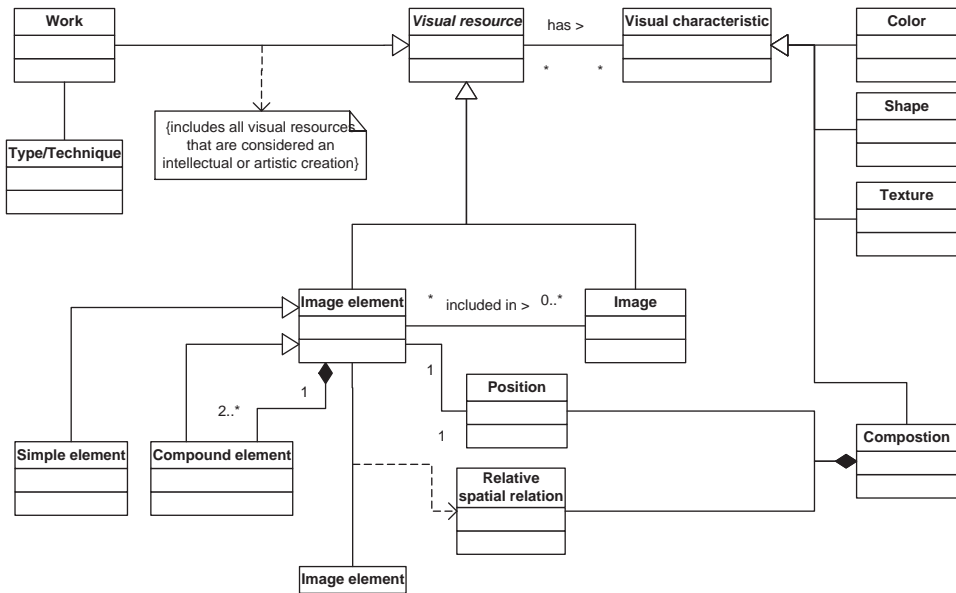 Work
Visual resource
has >
Visual characteristic
Color
*
*
Shape
{includes all visual resources
that are considered an
intellectual or artistic creation}
Type/Technique
Texture
Image element
*
included in >
0..*
Image
1
1
Position
2..*
1
Simple element
Compound element
Compostion
Relative
spatial relation
Image element